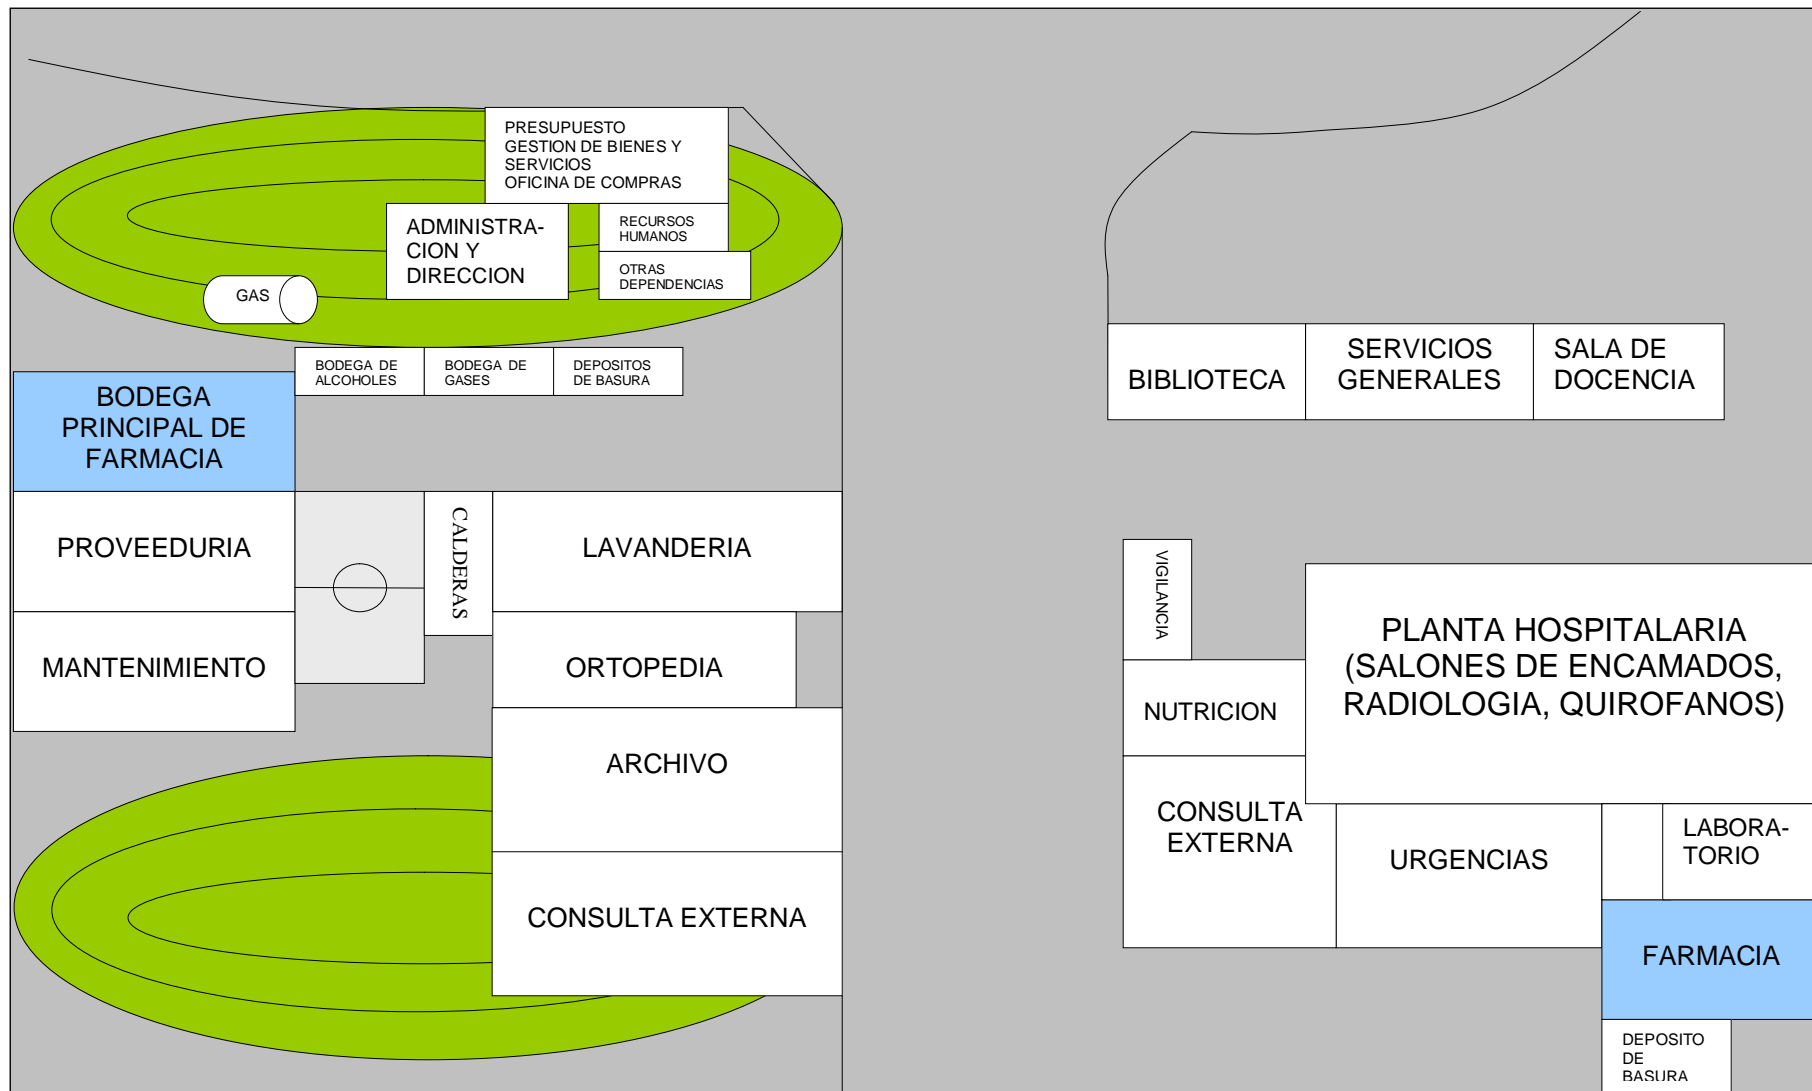 PRESUPUESTO
GESTION DE BIENES Y
SERVICIOS
OFICINA DE COMPRAS
ADMINISTRA-
CION Y
DIRECCION
RECURSOS
HUMANOS
OTRAS
DEPENDENCIAS
GAS
BODEGA DE
ALCOHOLES
BODEGA DE
GASES
DEPOSITOS
DE BASURA
BODEGA
PRINCIPAL DE
FARMACIA
PROVEEDURIA
MANTENIMIENTO
CALDERAS
LAVANDERIA
ORTOPEDIA
ARCHIVO
CONSULTA EXTERNA
BIBLIOTECA
SERVICIOS
GENERALES
SALA DE
DOCENCIA
VIGILANCIA
NUTRICION
PLANTA HOSPITALARIA
(SALONES DE ENCAMADOS,
RADIOLOGIA, QUIROFANOS)
CONSULTA
EXTERNA
URGENCIAS
LABORA-
TORIO
FARMACIA
DEPOSITO
DE
BASURA